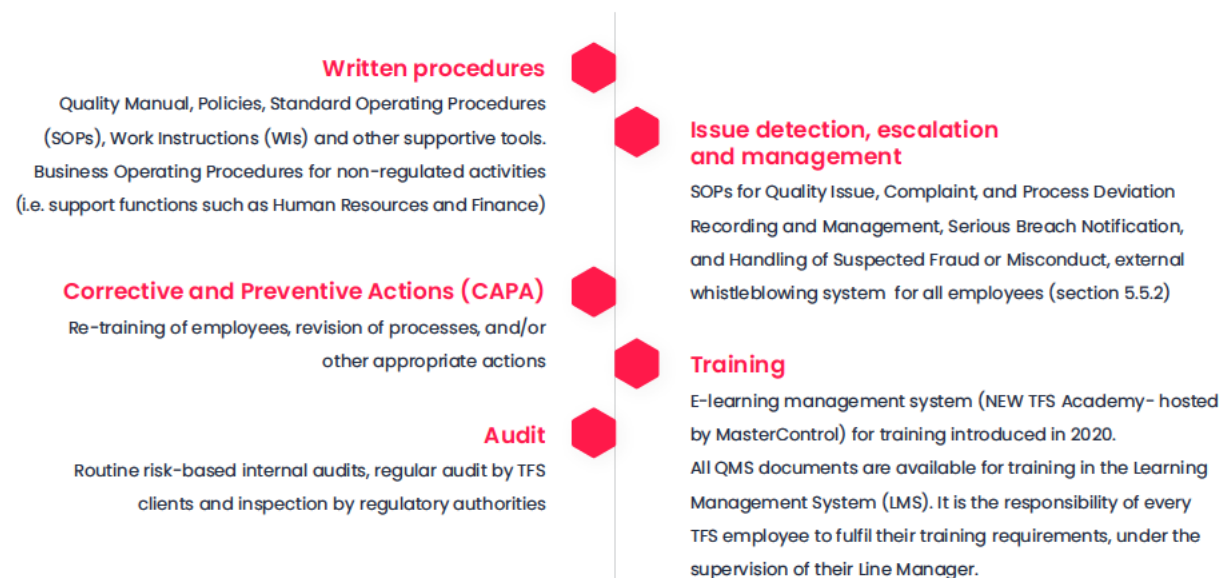 Written procedures
Quality Manual, Policies, Standard Operating Procedures
(SOPs), Work Instructions (WIs) and other supportive tools.
Business Operating Procedures for non-regulated activities
(i.e. support functions such as Human Resources and Finance)
Issue detection, escalation
and management
SOPs for Quality Issue, Complaint, and Process Deviation
Recording and Management, Serious Breach Notification,
and Handling of Suspected Fraud or Misconduct, external
whistleblowing system for all employees (section 5.5.2)
Corrective and Preventive Actions (CAPA)
Re-training of employees, revision of processes, and/or
other appropriate actions
Training
E-learning management system (NEW TFS Academy- hosted
by MasterControl) for training introduced in 2020.
All QMS documents are available for training in the Learning
Management System (LMS). It is the responsibility of every
TFS employee to fulfil their training requirements, under the
supervision of their Line Manager.
Audit
Routine risk-based internal audits, regular audit by TFS
clients and inspection by regulatory authorities